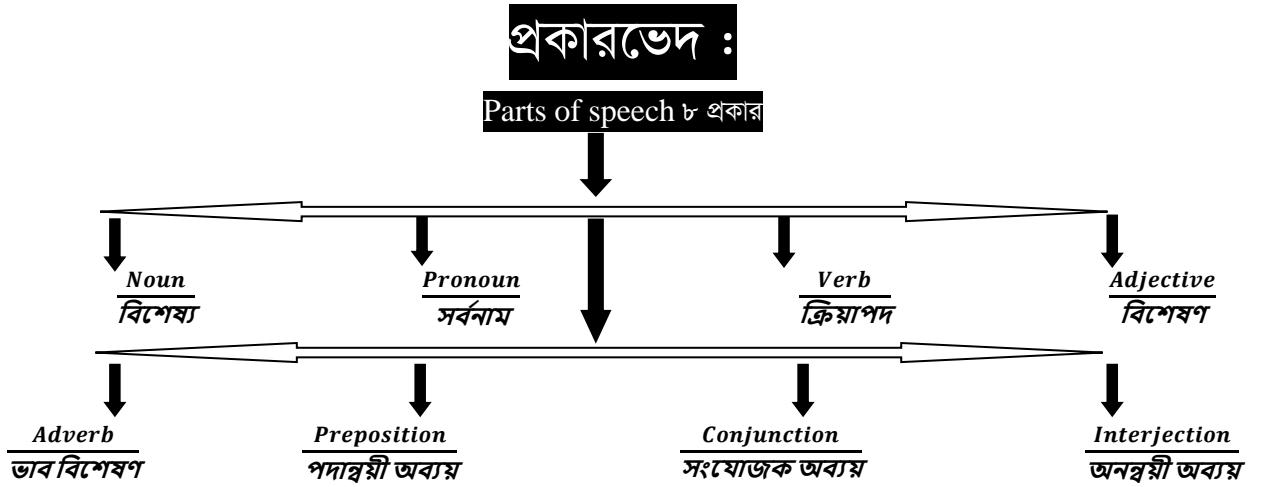 প্রকারভেদ :
Parts of speech ৮ প্রকার
Noun Pronoun Verb Adjective
বিশেষ্য সর্বনাম ক্রিয়াপদ বিশেষণ
Adverb Preposition Conjunction Interjection
ভাব বিশেষণ পদান্বয়ী অব্যয় সংযোজক অব্যয় অনন্বয়ী অব্যয়